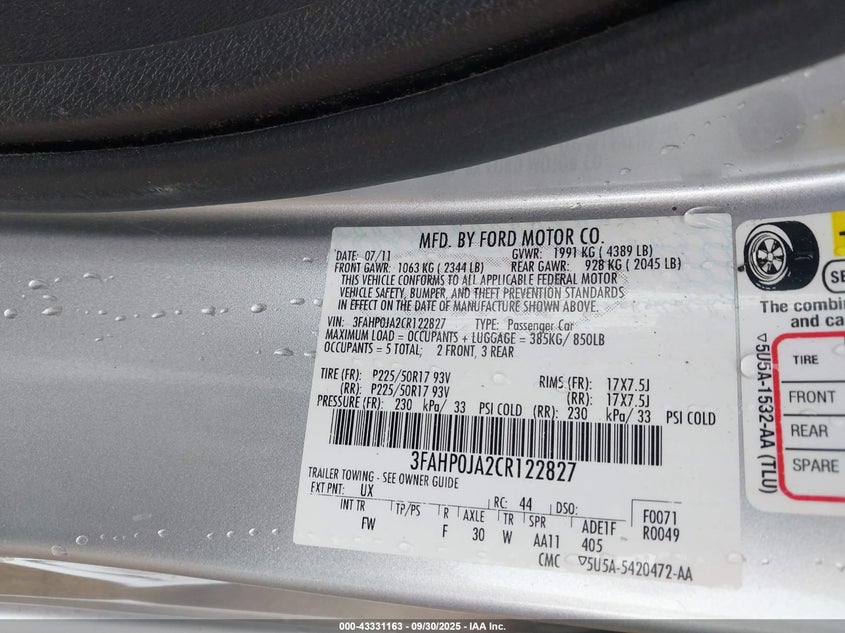 MFD. BY FORD MOTOR CO.
DATE: 07/11 GVWR: 1991 KG ( 4389 LB)
FRONT GAWR: 1063 KG ( 2344 LB) REAR GAWR: 928 KG ( 2045 LB)
THIS VEHICLE CONFORMS TO ALL APPLICABLE FEDERAL MOTOR
VEHICLE SAFETY, BUMPER, AND THEFT PREVENTION STANDARDS
IN EFFECT ON THE DATE OF MANUFACTURE SHOWN ABOVE.
VIN: 3FAHP0JA2CR122827 TYPE: Passenger Car
MAXIMUM LOAD = OCCUPANTS + LUGGAGE = 385KG/ 850LB
OCCUPANTS = 5 TOTAL; 2 FRONT, 3 REAR
TIRE (FR): P225/50R17 93V RIMS (FR): 17X7.5J
(RR): P225/50R17 93V (RR): 17X7.5J
PRESSURE (FR): 230 kPa/ 33 PSI COLD (RR): 230 kPa/ 33 PSI COLD
3FAHP0JA2CR122827
TRAILER TOWING - SEE OWNER GUIDE
EXT PNT: UX RC: 44 DSO: F0071
INT TR TP/PS R AXLE TR SPR ADE1F R0049
FW F 30 W AA11 405
CMC ▽5U5A-5420472-AA
▽5U5A-1532-AA (TLU)
SE
The combin
and ca
TIRE
FRONT
REAR
SPARE
000-43331163 - 09/30/2025 - IAA Inc.